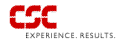 CSC
EXPERIENCE. RESULTS.